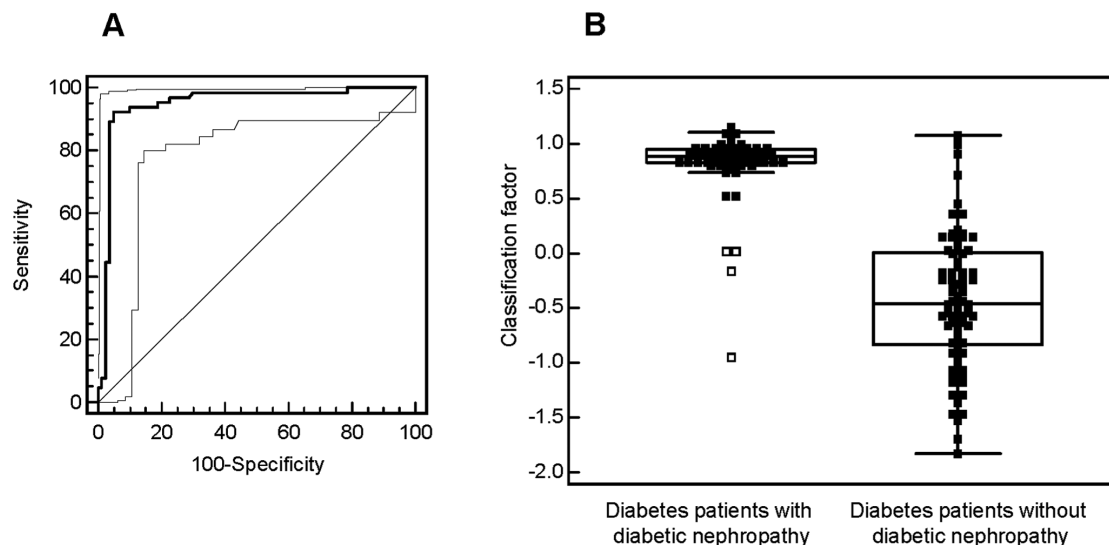 A
B
100
80
60
40
20
0
0 20 40 60 80 100
Sensitivity
100-Specificity
1.5
1.0
0.5
0.0
-0.5
-1.0
-1.5
-2.0
Classification factor
Diabetes patients with
diabetic nephropathy
Diabetes patients without
diabetic nephropathy